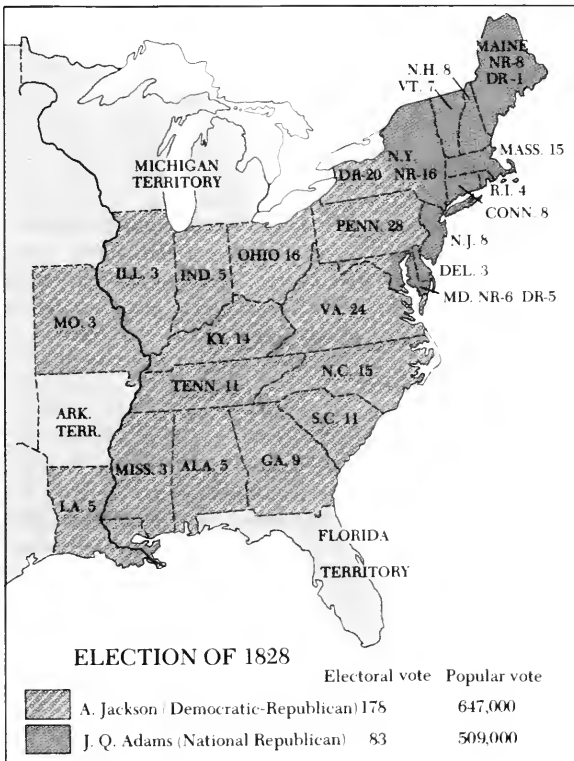 MAINE
NR-8
DR-1
N.H. 8
VT. 7
MASS. 15
N.Y.
DR-20 NR-16
R.I. 4
CONN. 8
MICHIGAN
TERRITORY
PENN. 28
N.J. 8
OHIO 16
ILL. 3
IND. 5
DEL. 3
MD. NR-6 DR-5
MO. 3
VA. 24
KY. 14
N.C. 15
TENN. 11
ARK.
TERR.
S.C. 11
MISS. 3
ALA. 5
GA. 9
LA. 5
FLORIDA
TERRITORY
ELECTION OF 1828
Electoral vote Popular vote
A. Jackson (Democratic-Republican) 178 647,000
J. Q. Adams (National Republican) 83 509,000